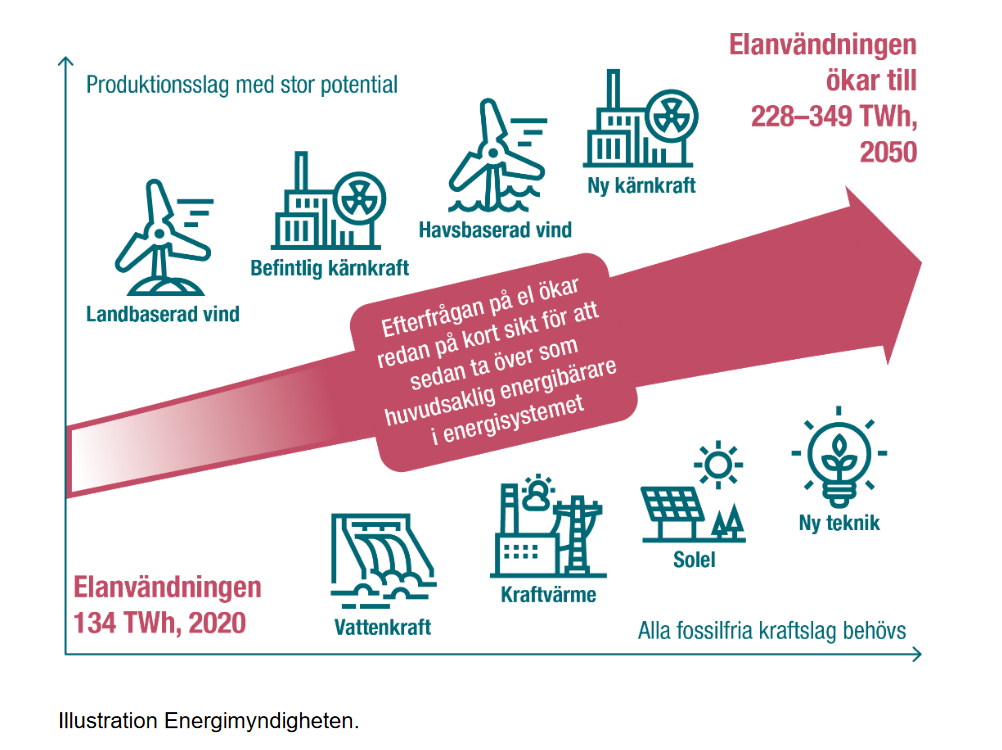 Elanvändningen
ökar till
228–349 TWh,
2050
Produktionsslag med stor potential
Ny kärnkraft
Havsbaserad vind
Befintlig kärnkraft
Landbaserad vind
Efterfrågan på el ökar
redan på kort sikt för att
sedan ta över som
huvudsaklig energibärare
i energisystemet
Ny teknik
Solel
Kraftvärme
Vattenkraft
Elanvändningen
134 TWh, 2020
Alla fossilfria kraftslag behövs
Illustration Energimyndigheten.